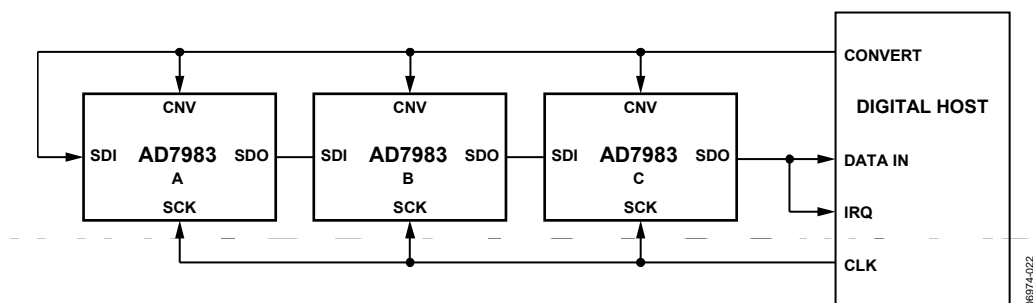 CONVERT
CNV
CNV
CNV
DIGITAL HOST
SDI AD7983 SDO
A
SDI AD7983 SDO
B
SDI AD7983 SDO
C
DATA IN
SCK
SCK
SCK
IRQ
CLK
06974-022